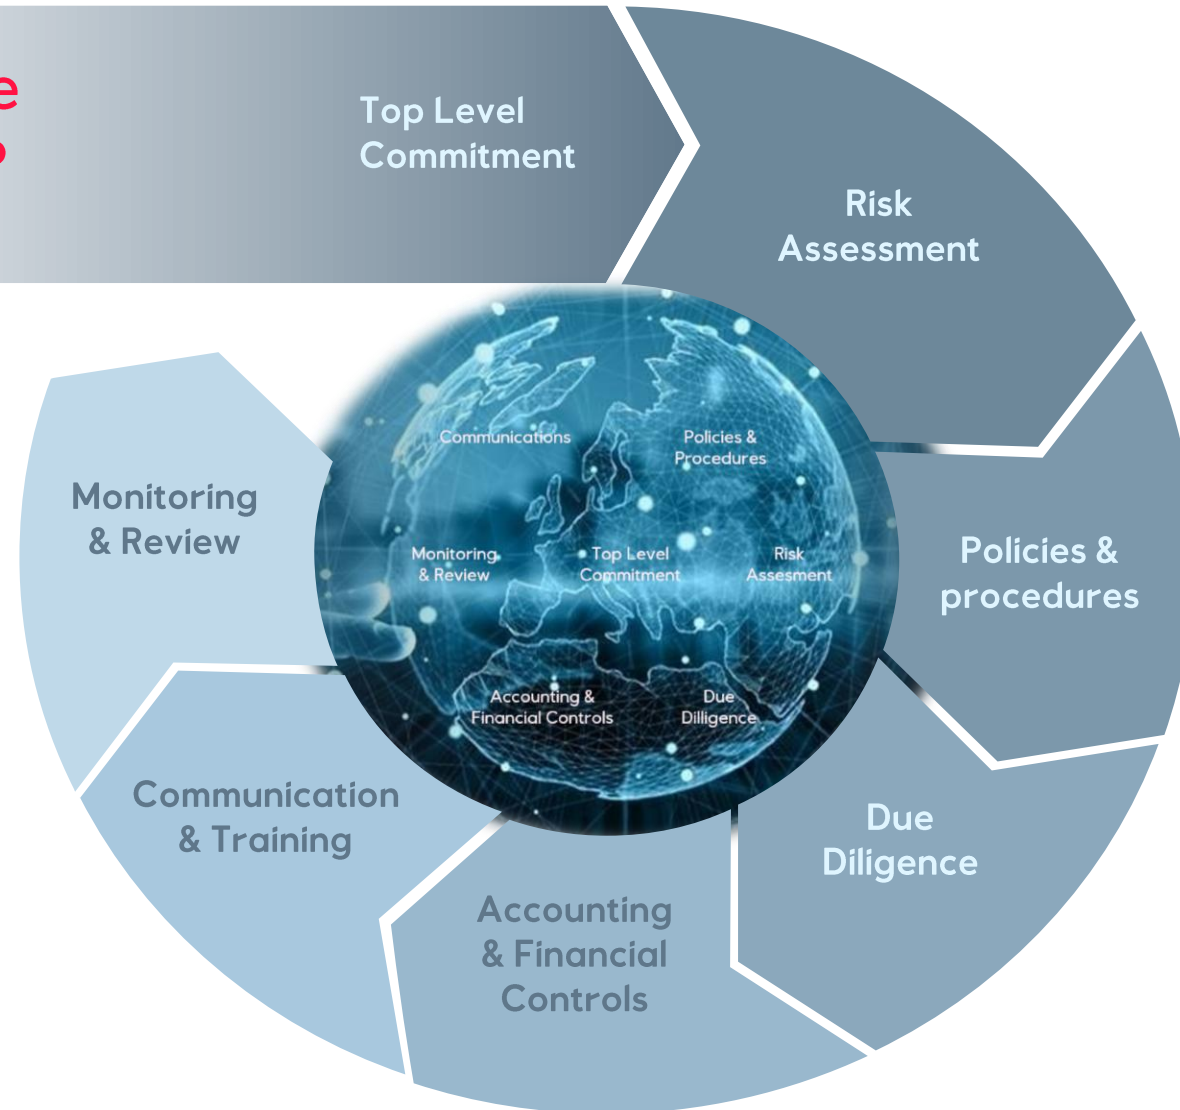 Top Level
Commitment
Risk
Assessment
Policies &
procedures
Due
Diligence
Accounting
& Financial
Controls
Communication
& Training
Monitoring
& Review
Communications
Policies &
Procedures
Monitoring
& Review
Top Level
Commitment
Risk
Assesment
Accounting &
Financial Controls
Due
Dilligence